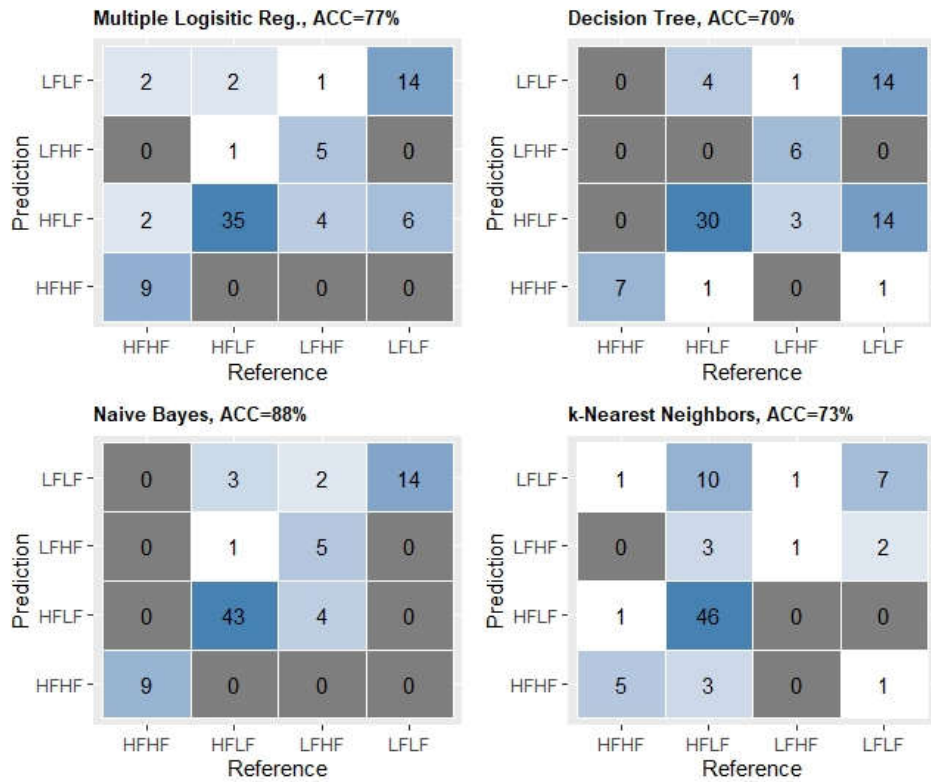 Multiple Logisitic Reg., ACC=77%
Prediction
LFLF 2 2 1 14
LFHF 0 1 5 0
HFLF 2 35 4 6
HFHF 9 0 0 0
HFHF HFLF LFHF LFLF
Reference
Decision Tree, ACC=70%
Prediction
LFLF 0 4 1 14
LFHF 0 0 6 0
HFLF 0 30 3 14
HFHF 7 1 0 1
HFHF HFLF LFHF LFLF
Reference
Naive Bayes, ACC=88%
Prediction
LFLF 0 3 2 14
LFHF 0 1 5 0
HFLF 0 43 4 0
HFHF 9 0 0 0
HFHF HFLF LFHF LFLF
Reference
k-Nearest Neighbors, ACC=73%
Prediction
LFLF 1 10 1 7
LFHF 0 3 1 2
HFLF 1 46 0 0
HFHF 5 3 0 1
HFHF HFLF LFHF LFLF
Reference